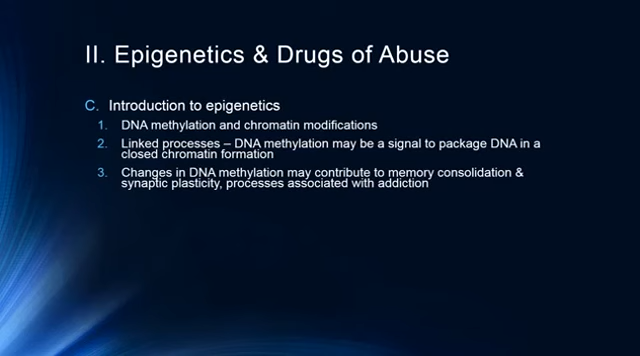 II. Epigenetics & Drugs of Abuse
C. Introduction to epigenetics
1. DNA methylation and chromatin modifications
2. Linked processes – DNA methylation may be a signal to package DNA in a
closed chromatin formation
3. Changes in DNA methylation may contribute to memory consolidation &
synaptic plasticity, processes associated with addiction